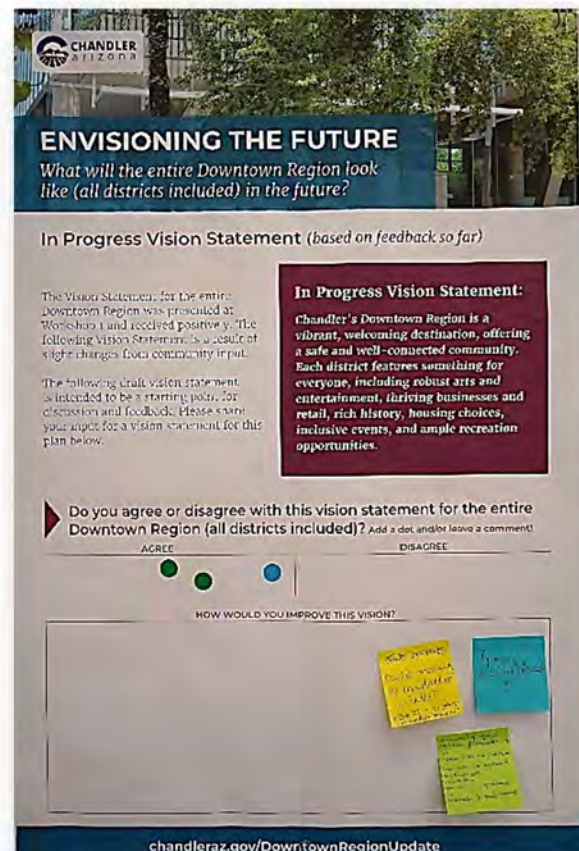 CHANDLER
arizona
ENVISIONING THE FUTURE
What will the entire Downtown Region look
like (all districts included) in the future?
In Progress Vision Statement (based on feedback so far)
The Vision Statement for the entire
Downtown Region was presented at
Workshop 1 and received positively. The
following Vision Statement is a result of
slight changes from community input.
The following draft vision statement
is intended to be a starting point for
discussion and feedback. Please share
your input for a vision statement for this
plan below.
In Progress Vision Statement:
Chandler's Downtown Region is a
vibrant, welcoming destination, offering
a safe and well-connected community.
Each district features something for
everyone, including robust arts and
entertainment, thriving businesses and
retail, rich history, housing choices,
inclusive events, and ample recreation
opportunities.
Do you agree or disagree with this vision statement for the entire
Downtown Region (all districts included)? Add a dot and/or leave a comment!
AGREE
DISAGREE
HOW WOULD YOU IMPROVE THIS VISION?
chandleraz.gov/DowntownRegionUpdate